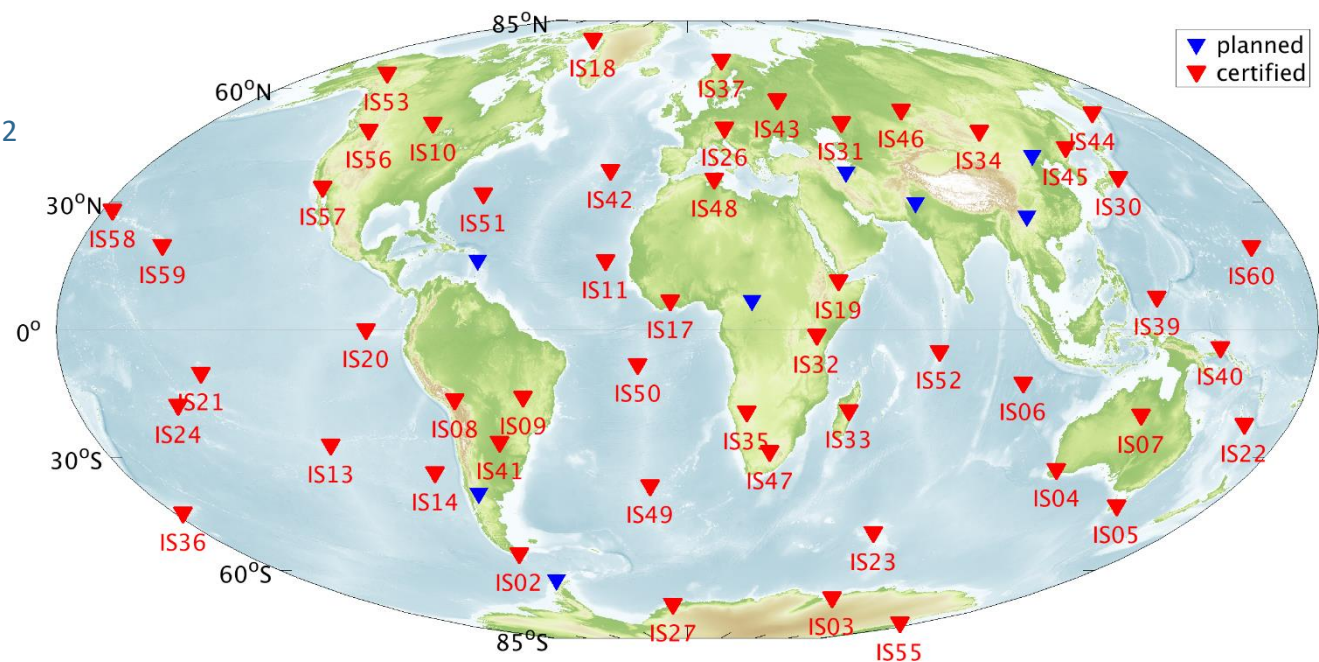 85°N
planned
certified
IS18
IS37
60°N
IS53
2
IS44
IS43
IS46
IS56
IS10
IS26
IS31
IS34
IS45
IS42
IS30
30°N
IS57
IS51
IS48
IS58
IS59
IS60
IS11
IS19
IS17
IS39
0°
IS20
IS32
IS52
IS40
IS21
IS50
IS06
IS24
IS08
IS09
IS35
IS33
IS07
IS22
30°S
IS13
IS41
IS47
IS14
IS04
IS49
IS36
IS05
IS23
60°S
IS02
IS27
IS03
85°S
IS55